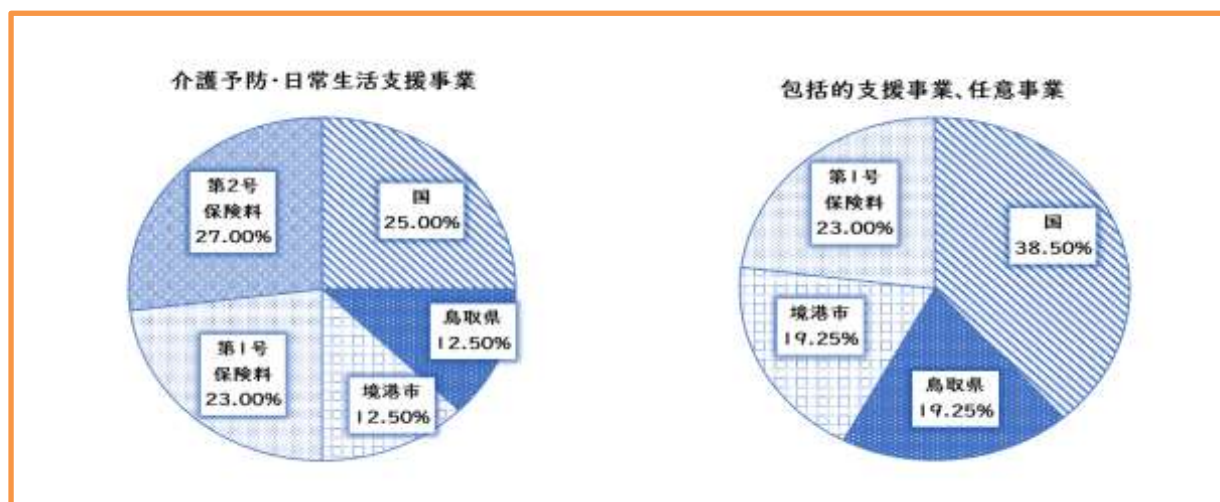 介護予防・日常生活支援事業
第2号
保険料
27.00%
国
25.00%
鳥取県
12.50%
第1号
保険料
23.00%
境港市
12.50%
包括的支援事業、任意事業
第1号
保険料
23.00%
国
38.50%
境港市
19.25%
鳥取県
19.25%